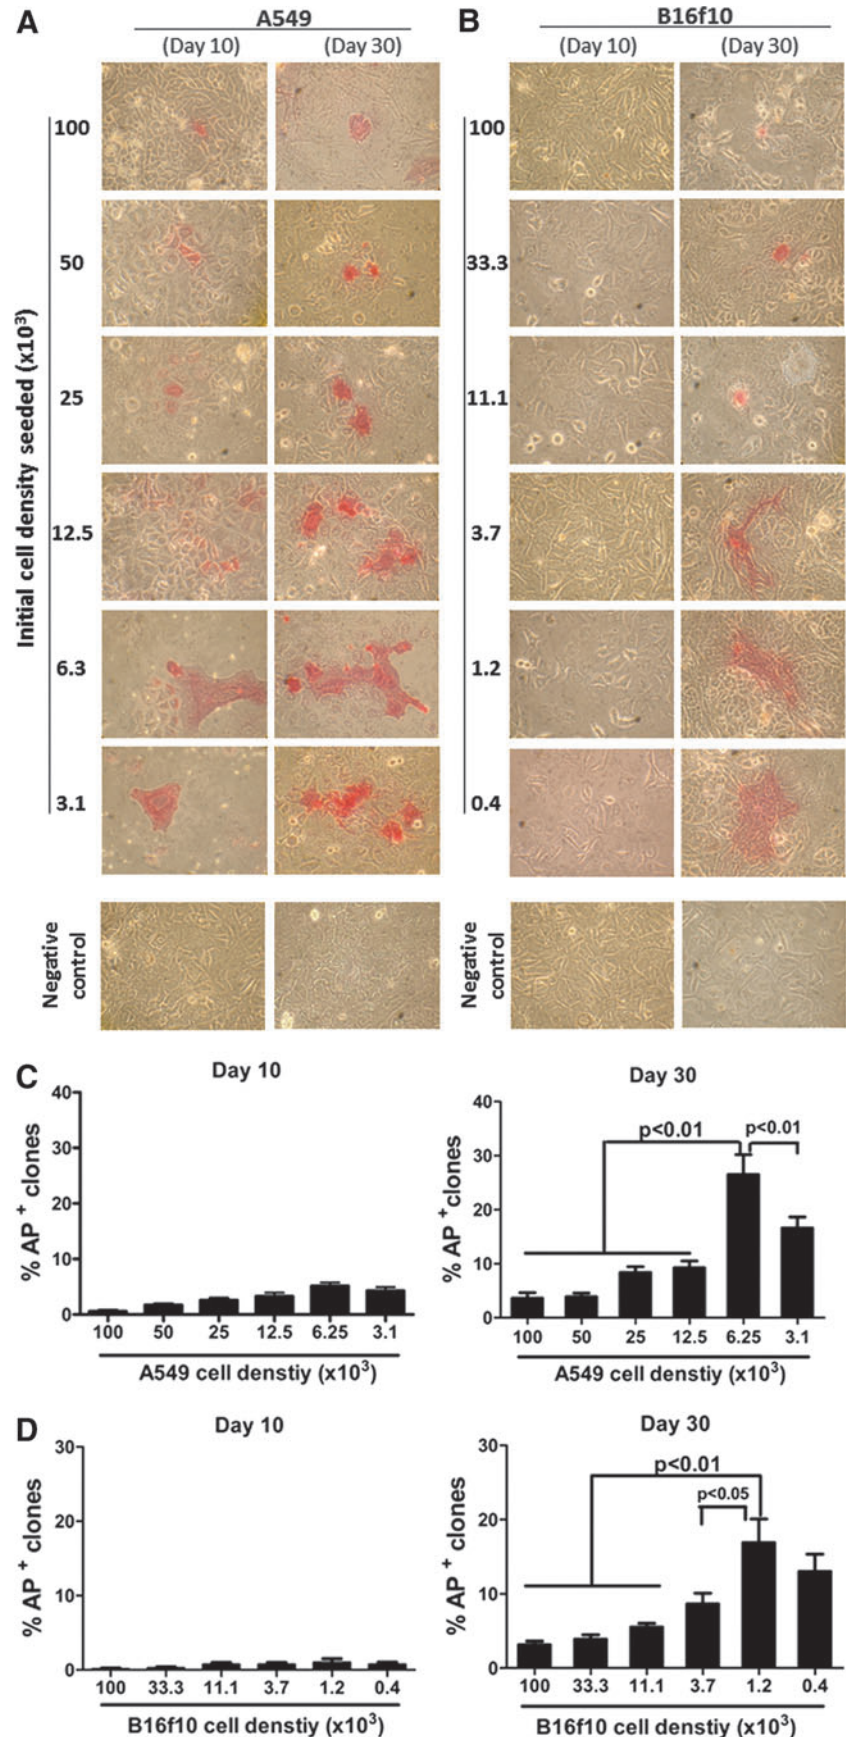 A
A549
(Day 10) (Day 30)
B
B16f10
(Day 10) (Day 30)
Initial cell density seeded (x10³)
100
50
25
12.5
6.3
3.1
Negative
control
100
33.3
11.1
3.7
1.2
0.4
Negative
control
C
Day 10
% AP + clones
40
30
20
10
0
100 50 25 12.5 6.25 3.1
A549 cell denstiy (x10³)
Day 30
% AP +clones
40
30
20
10
0
p<0.01
p<0.01
100 50 25 12.5 6.25 3.1
A549 cell denstiy (x10³)
D
Day 10
% AP + clones
30
20
10
0
100 33.3 11.1 3.7 1.2 0.4
B16f10 cell denstiy (x10³)
Day 30
% AP + clones
30
20
10
0
p<0.01
p<0.05
100 33.3 11.1 3.7 1.2 0.4
B16f10 cell denstiy (x10³)